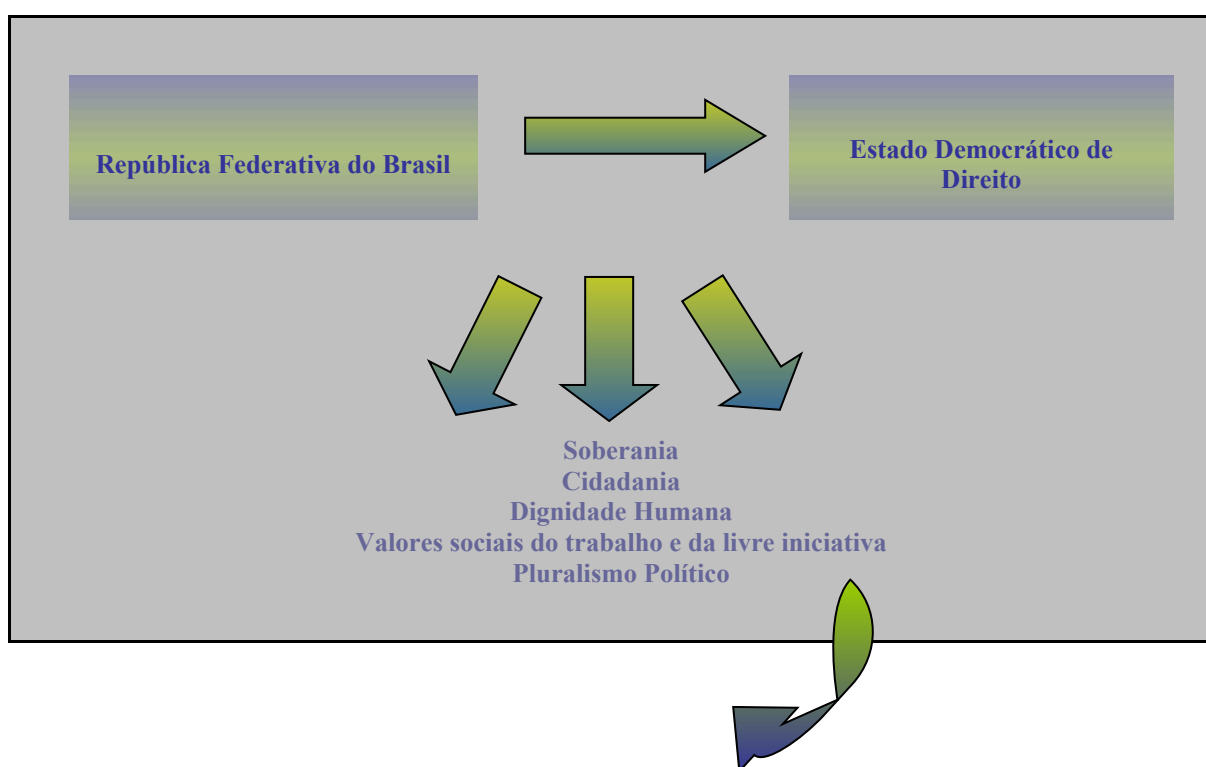 República Federativa do Brasil
Estado Democrático de
Direito
Soberania
Cidadania
Dignidade Humana
Valores sociais do trabalho e da livre iniciativa
Pluralismo Político